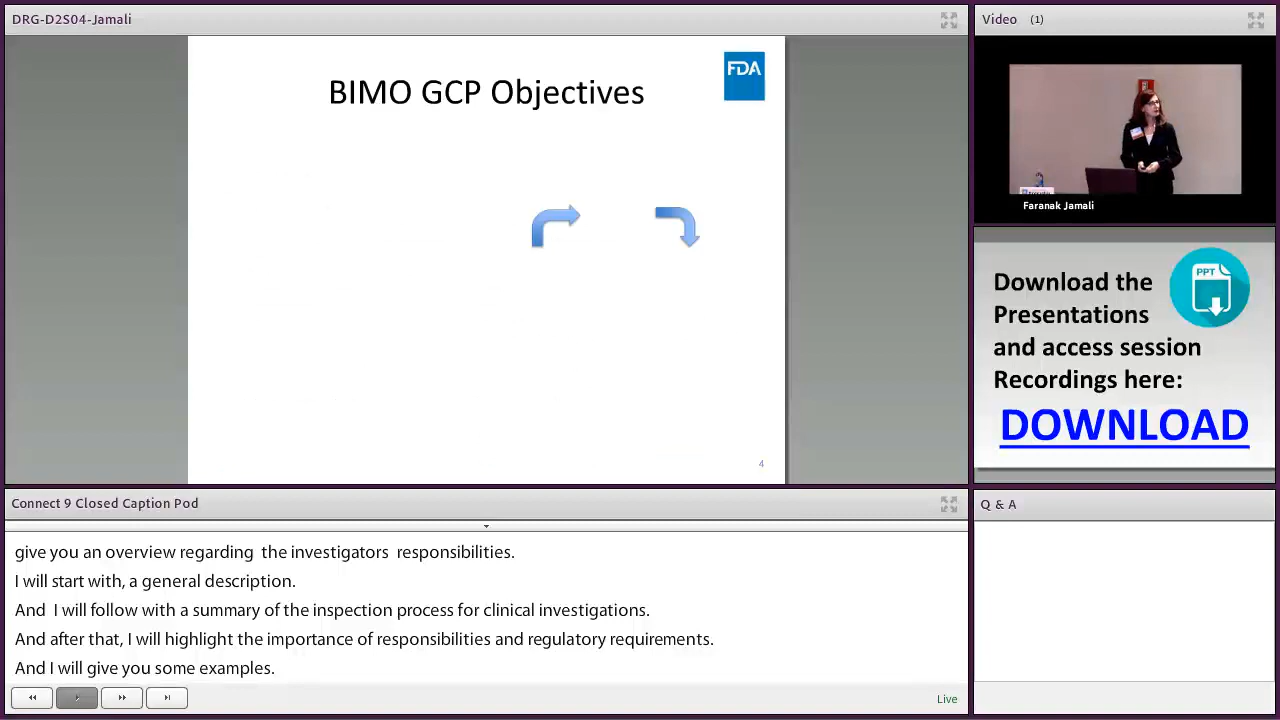 DRG-D2S04-Jamali
BIMO GCP Objectives
FDA
4
Video (1)
Faranak Jamali
PPT
Download the
Presentations
and access session
Recordings here:
DOWNLOAD
Connect 9 Closed Caption Pod
give you an overview regarding the investigators responsibilities.
I will start with, a general description.
And I will follow with a summary of the inspection process for clinical investigations.
And after that, I will highlight the importance of responsibilities and regulatory requirements.
And I will give you some examples.
Live
Q & A